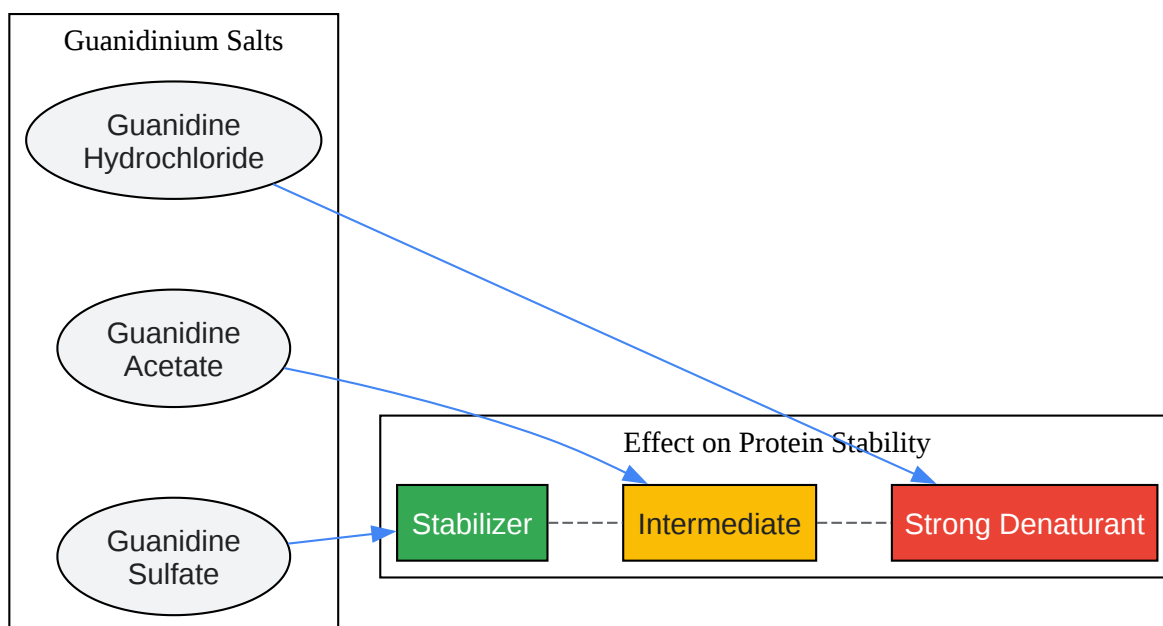 Guanidinium Salts
Guanidine
Hydrochloride
Guanidine
Acetate
Guanidine
Sulfate
Effect on Protein Stability
Stabilizer
Intermediate
Strong Denaturant